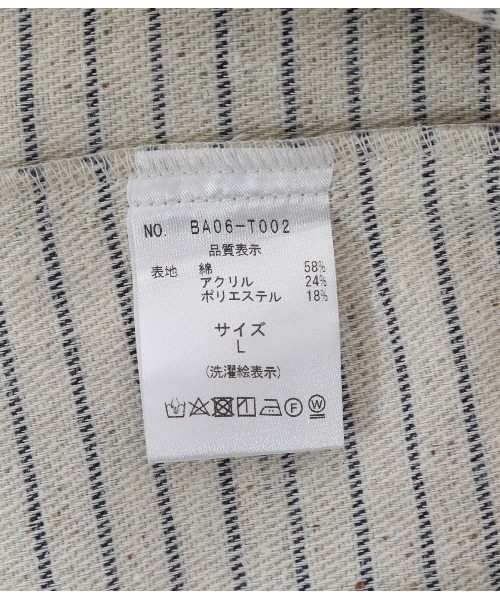 NO. BA06-T002
品質表示
表地 綿 58%
アクリル 24%
ポリエステル 18%
サイズ
L
(洗濯絵表示)
F W